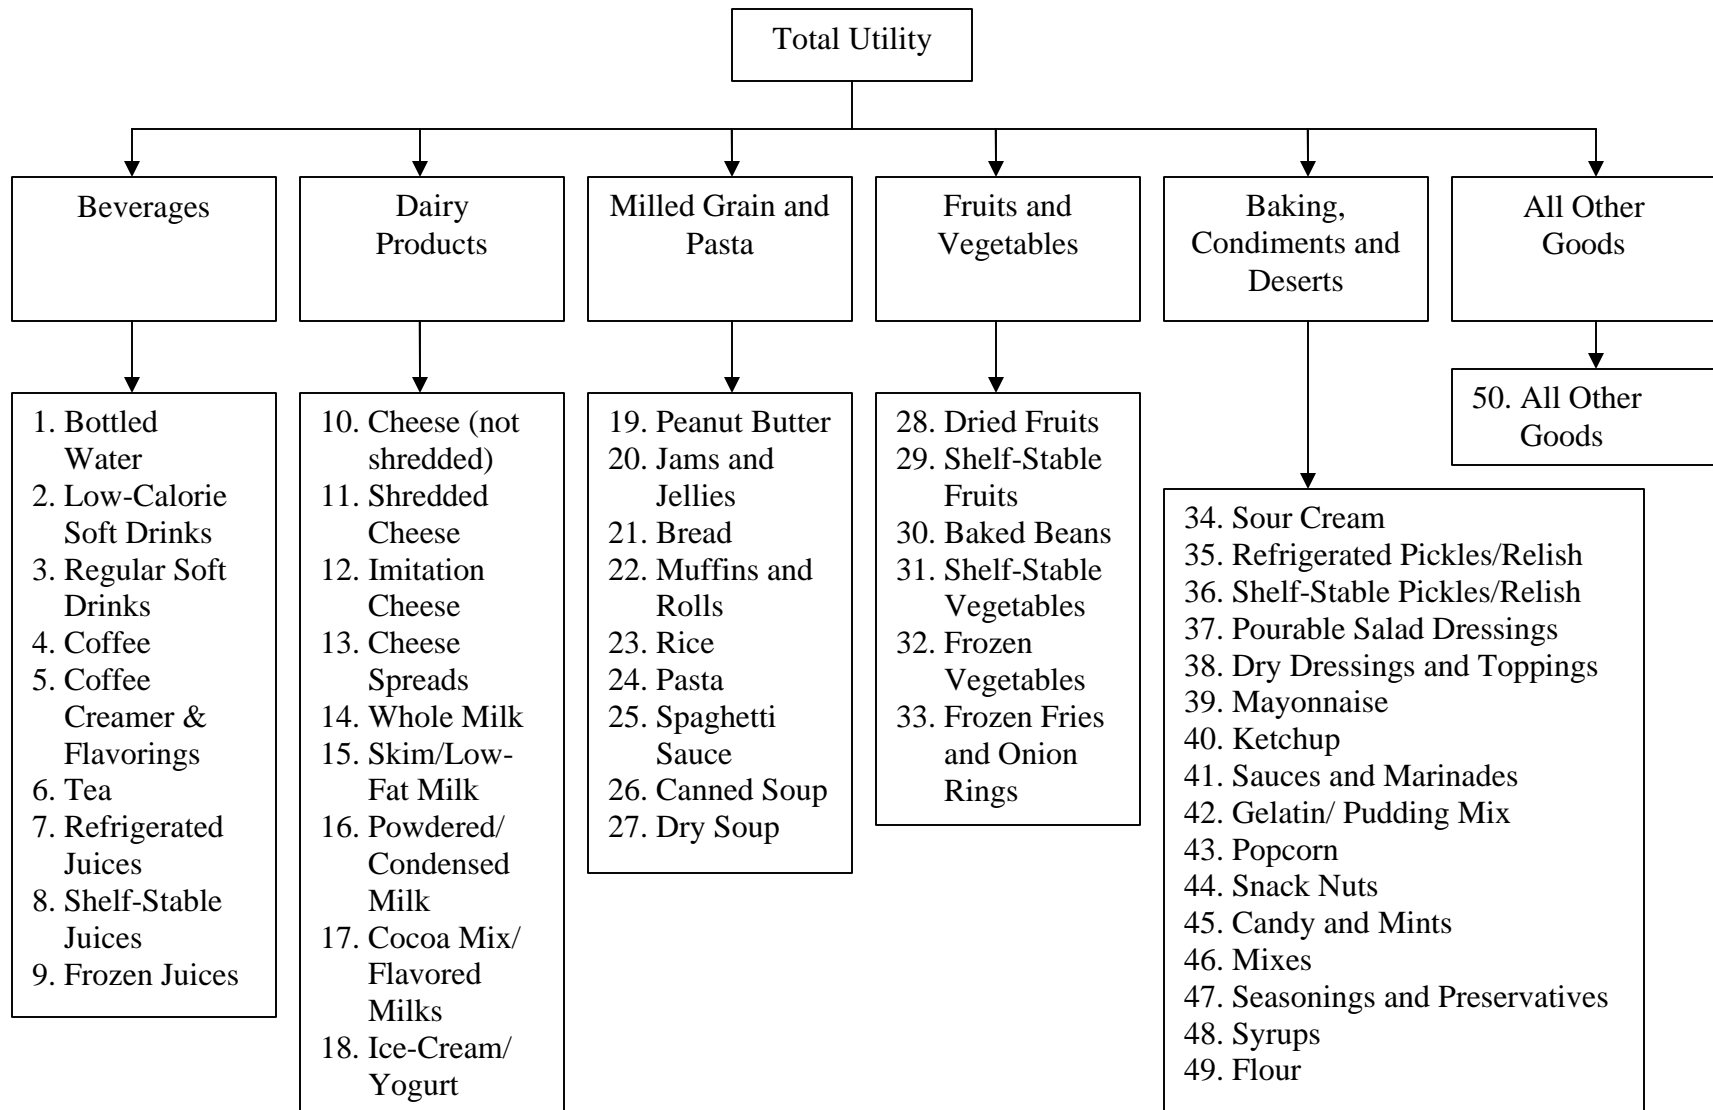 Total Utility
Beverages
Dairy
Products
Milled Grain and
Pasta
Fruits and
Vegetables
Baking,
Condiments and
Deserts
All Other
Goods
1. Bottled
Water
2. Low-Calorie
Soft Drinks
3. Regular Soft
Drinks
4. Coffee
5. Coffee
Creamer &
Flavorings
6. Tea
7. Refrigerated
Juices
8. Shelf-Stable
Juices
9. Frozen Juices
10. Cheese (not
shredded)
11. Shredded
Cheese
12. Imitation
Cheese
13. Cheese
Spreads
14. Whole Milk
15. Skim/Low-
Fat Milk
16. Powdered/
Condensed
Milk
17. Cocoa Mix/
Flavored
Milks
18. Ice-Cream/
Yogurt
19. Peanut Butter
20. Jams and
Jellies
21. Bread
22. Muffins and
Rolls
23. Rice
24. Pasta
25. Spaghetti
Sauce
26. Canned Soup
27. Dry Soup
28. Dried Fruits
29. Shelf-Stable
Fruits
30. Baked Beans
31. Shelf-Stable
Vegetables
32. Frozen
Vegetables
33. Frozen Fries
and Onion
Rings
34. Sour Cream
35. Refrigerated Pickles/Relish
36. Shelf-Stable Pickles/Relish
37. Pourable Salad Dressings
38. Dry Dressings and Toppings
39. Mayonnaise
40. Ketchup
41. Sauces and Marinades
42. Gelatin/ Pudding Mix
43. Popcorn
44. Snack Nuts
45. Candy and Mints
46. Mixes
47. Seasonings and Preservatives
48. Syrups
49. Flour
50. All Other
Goods